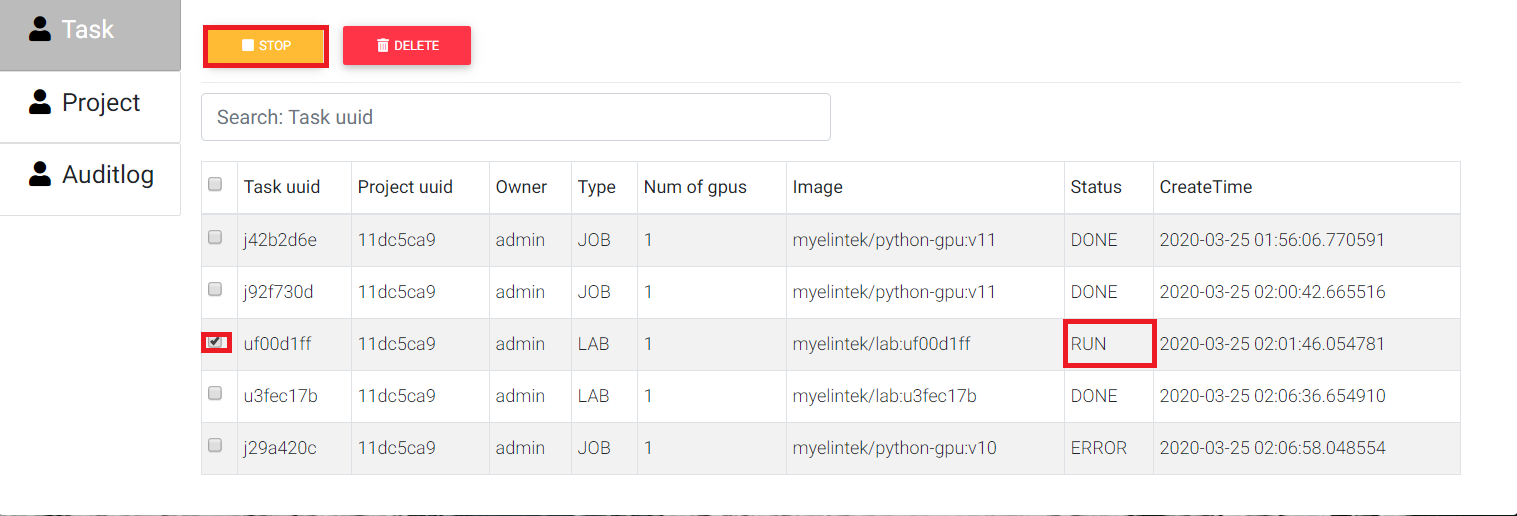 Task
Project
Auditlog
STOP DELETE
Search: Task uuid
Task uuid Project uuid Owner Type Num of gpus Image Status CreateTime
j42b2d6e 11dc5ca9 admin JOB 1 myelintek/python-gpu:v11 DONE 2020-03-25 01:56:06.770591
j92f730d 11dc5ca9 admin JOB 1 myelintek/python-gpu:v11 DONE 2020-03-25 02:00:42.665516
uf00d1ff 11dc5ca9 admin LAB 1 myelintek/lab:uf00d1ff RUN 2020-03-25 02:01:46.054781
u3fec17b 11dc5ca9 admin LAB 1 myelintek/lab:u3fec17b DONE 2020-03-25 02:06:36.654910
j29a420c 11dc5ca9 admin JOB 1 myelintek/python-gpu:v10 ERROR 2020-03-25 02:06:58.048554